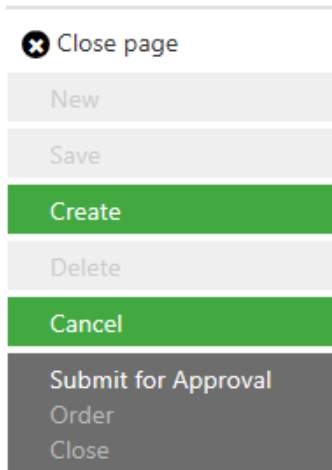 Close page
New
Save
Create
Delete
Cancel
Submit for Approval
Order
Close